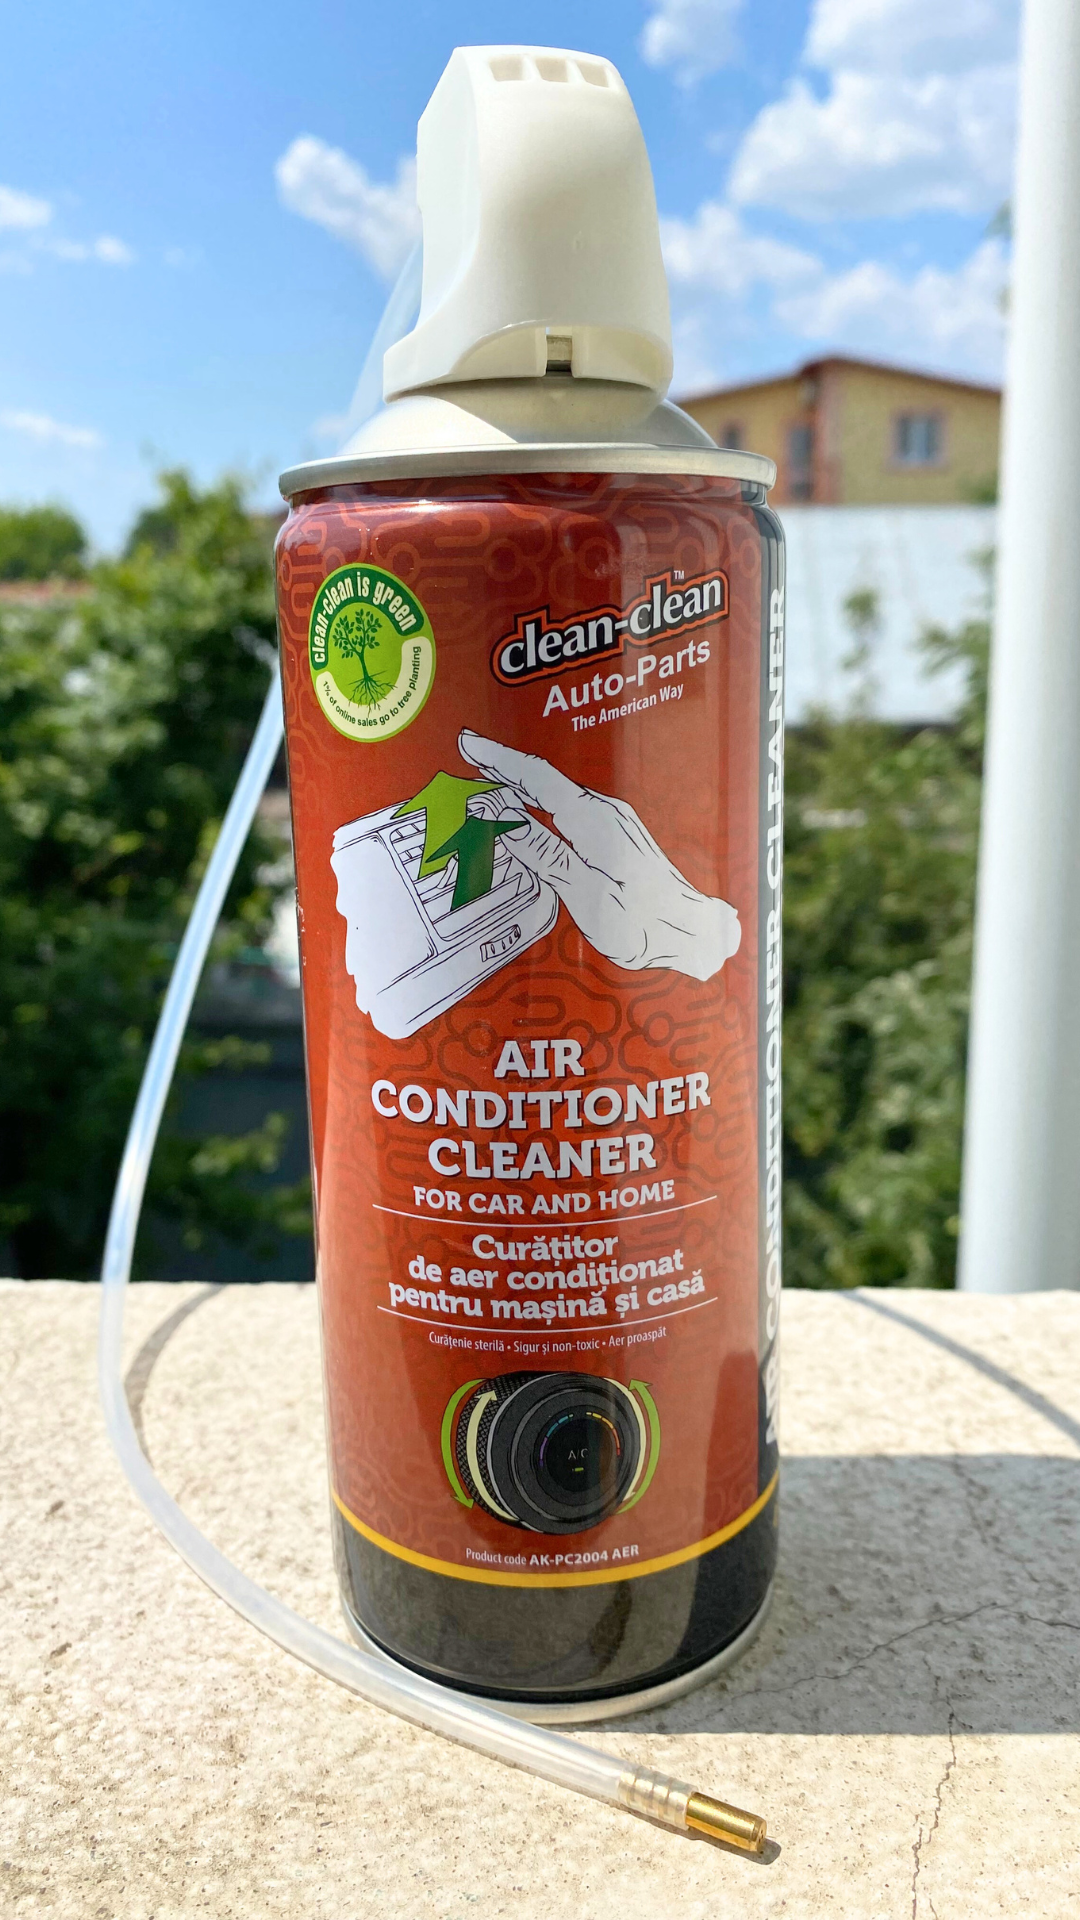 clean-clean is green
1% of online sales go to tree planting
clean-clean™
Auto-Parts
The American Way
AIR
CONDITIONER
CLEANER
FOR CAR AND HOME
Curățitor
de aer condiționat
pentru mașină și casă
Curățenie sterilă • Sigur și non-toxic • Aer proaspăt
A/C
Product code AK-PC2004 AER
AIR CONDITIONER CLEANER